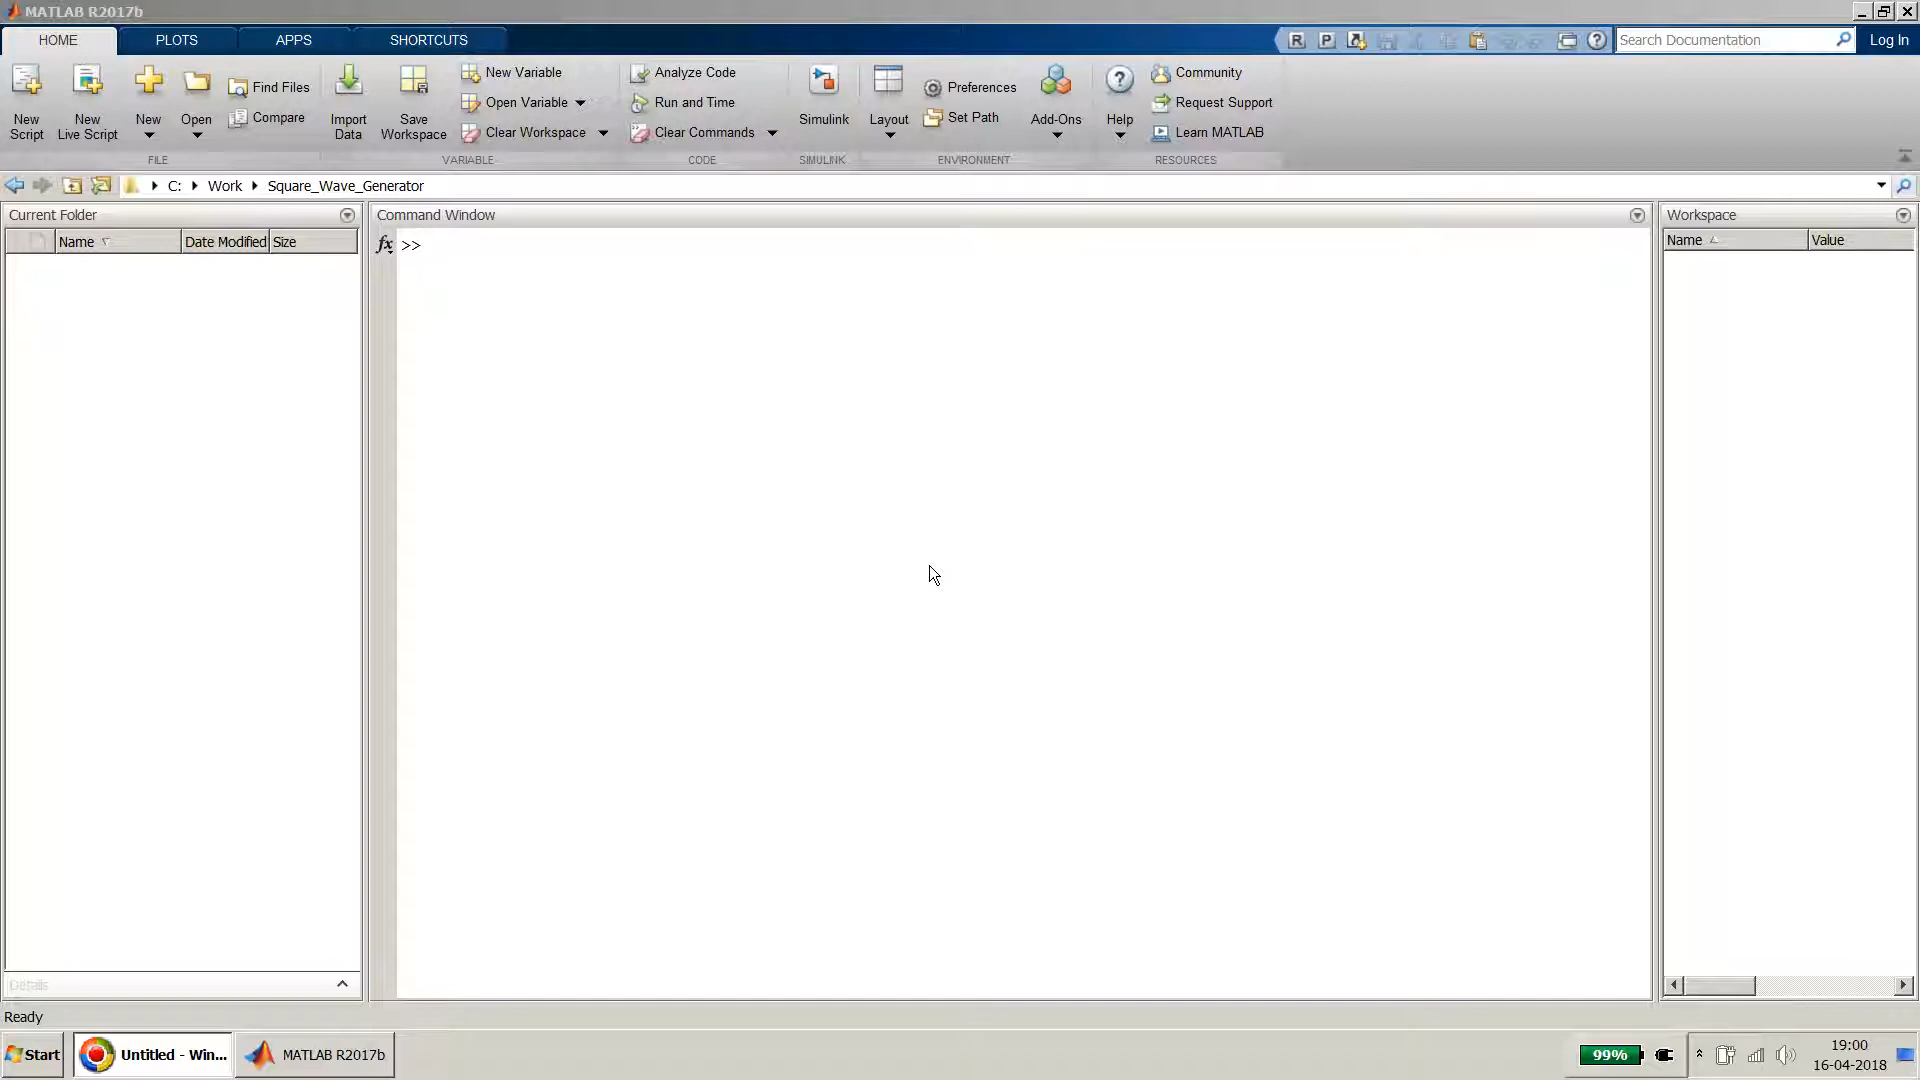 MATLAB R2017b
HOME PLOTS APPS SHORTCUTS Search Documentation Log In
New Script
New Live Script
New
Open
Find Files
Compare
FILE
Import Data
Save Workspace
New Variable
Open Variable
Clear Workspace
VARIABLE
Analyze Code
Run and Time
Clear Commands
CODE
Simulink
SIMULINK
Layout
Preferences
Set Path
Add-Ons
ENVIRONMENT
Help
Community
Request Support
Learn MATLAB
RESOURCES
C: Work Square_Wave_Generator
Current Folder
Name Date Modified Size
Details
Command Window
fx >>
Workspace
Name Value
Ready
Start Untitled - Win... MATLAB R2017b 99% 19:00
16-04-2018